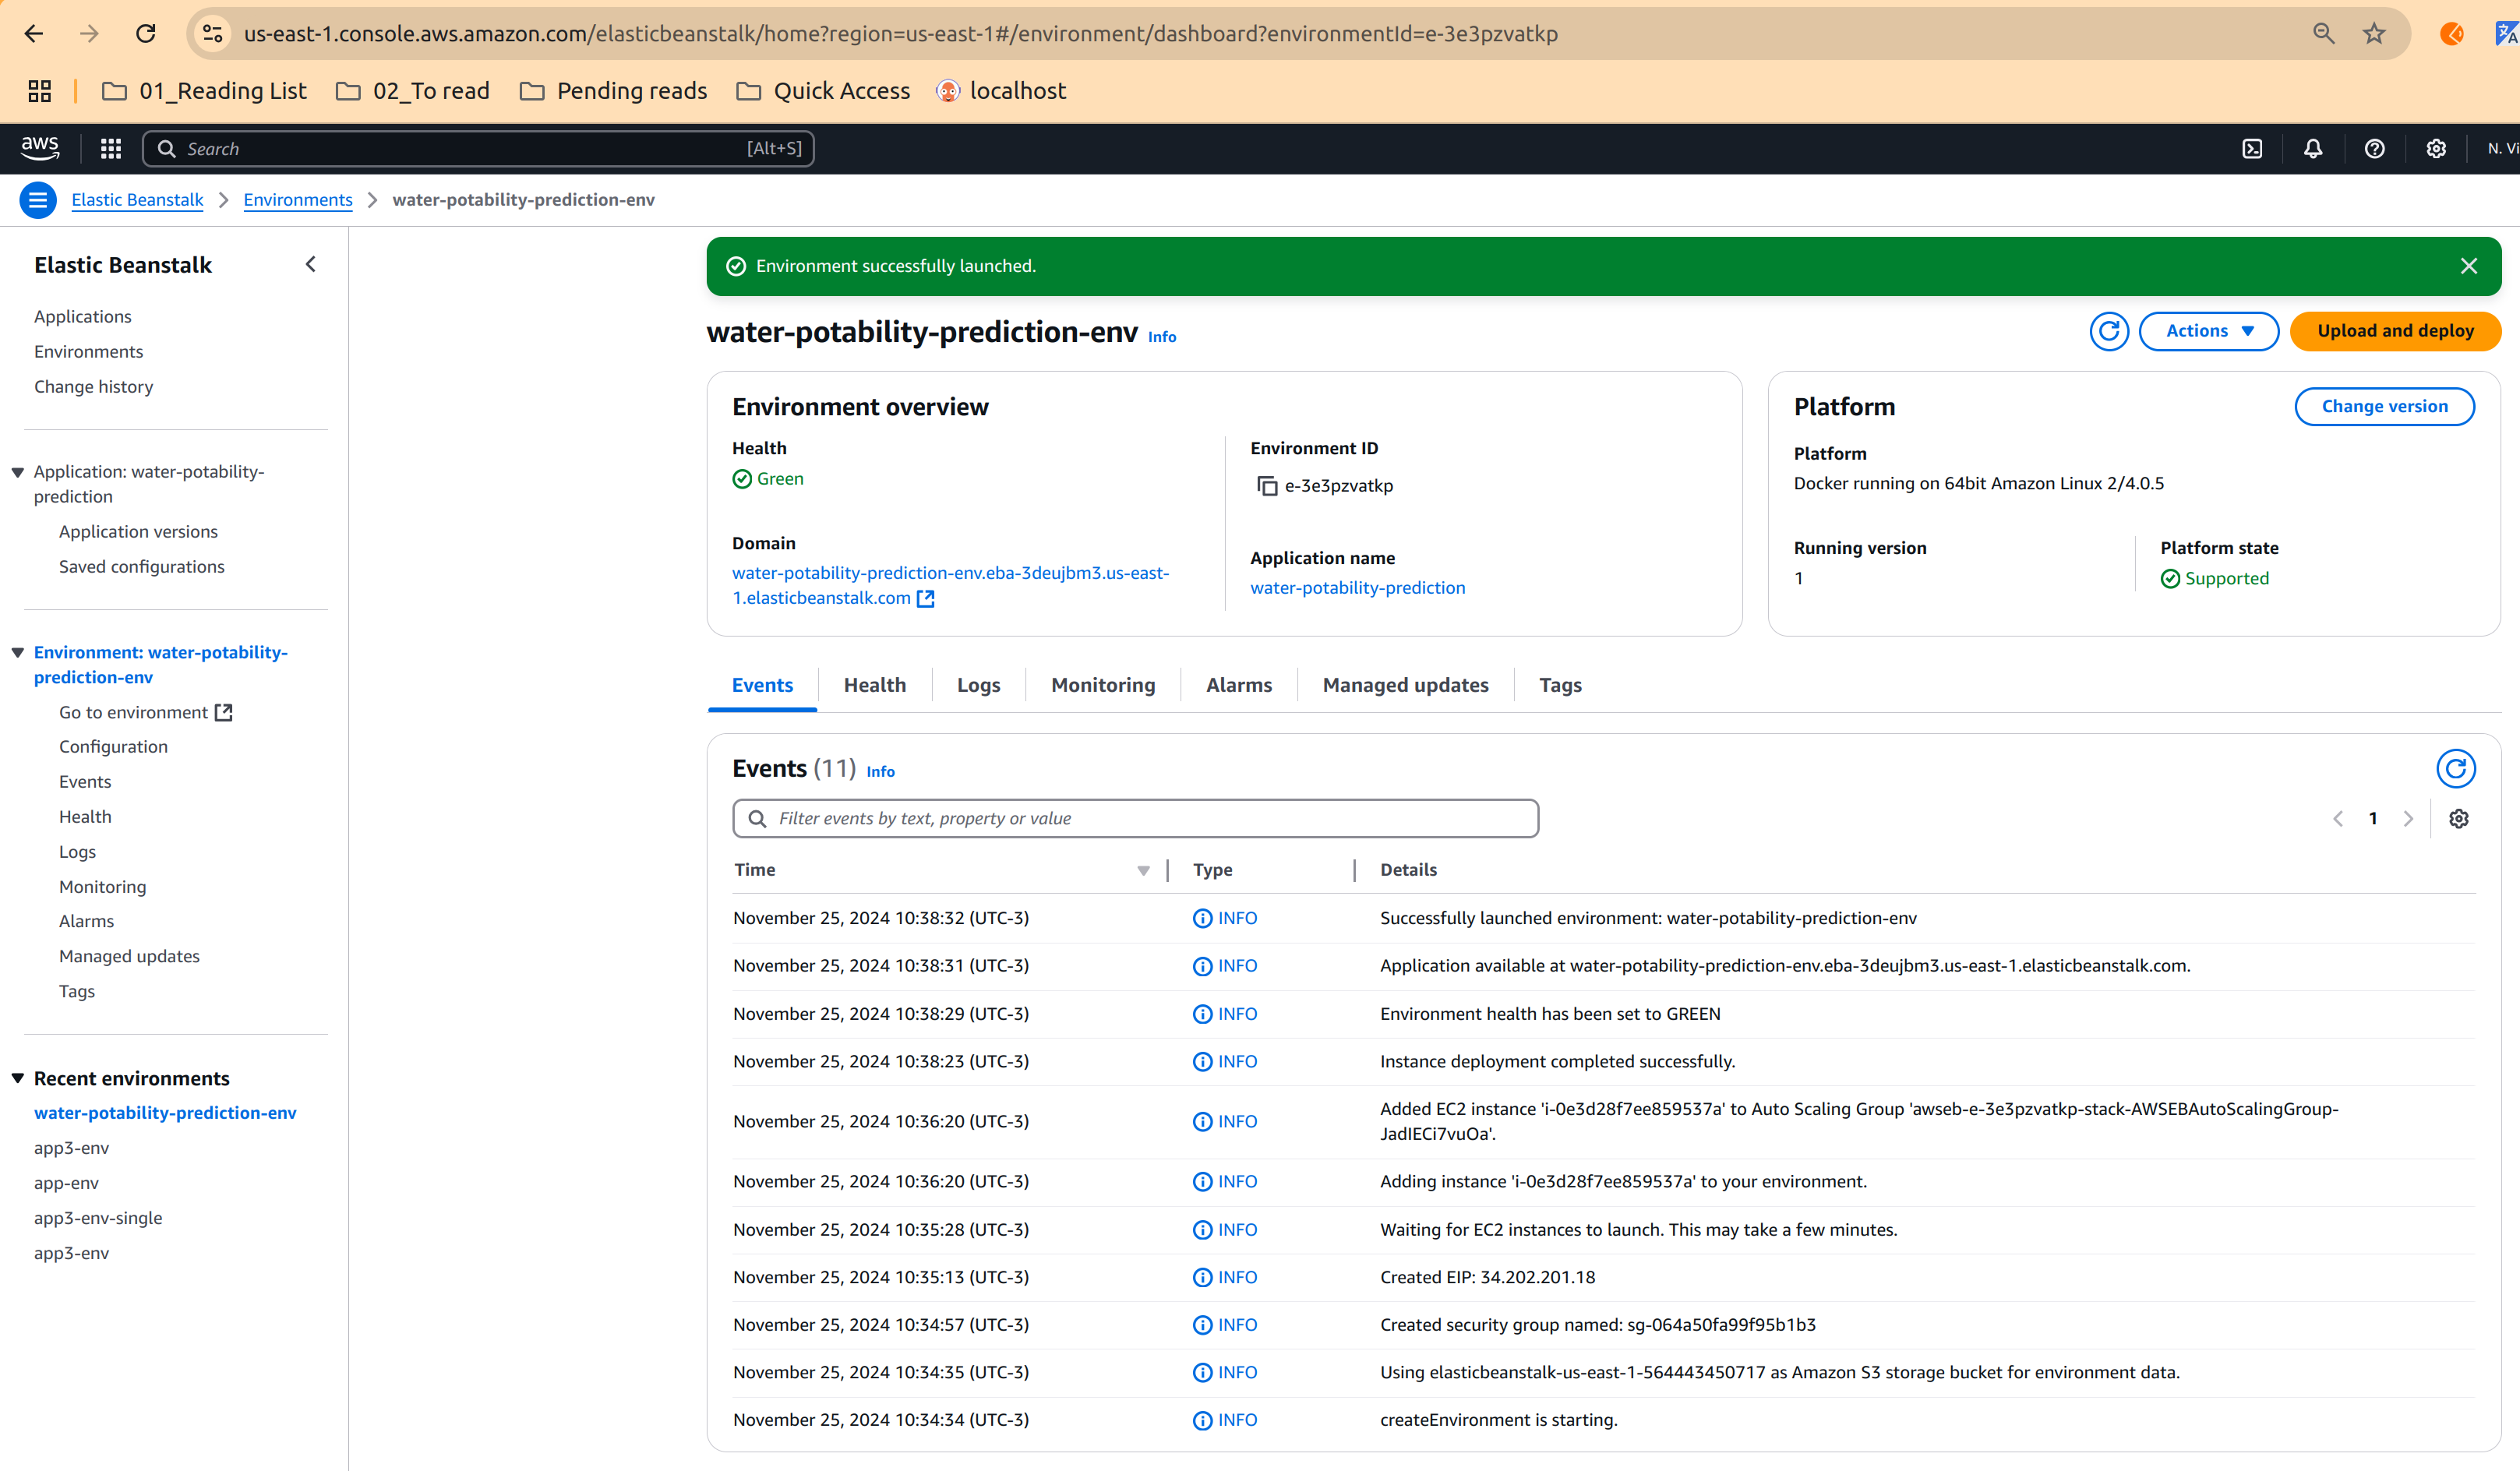 us-east-1.console.aws.amazon.com/elasticbeanstalk/home?region=us-east-1#/environment/dashboard?environmentId=e-3e3pzvatkp
01_Reading List 02_To read Pending reads Quick Access localhost
aws Search [Alt+S] N. Vi
Elastic Beanstalk Environments water-potability-prediction-env
Elastic Beanstalk
Applications
Environments
Change history
Application: water-potability-
prediction
Application versions
Saved configurations
Environment: water-potability-
prediction-env
Go to environment
Configuration
Events
Health
Logs
Monitoring
Alarms
Managed updates
Tags
Recent environments
water-potability-prediction-env
app3-env
app-env
app3-env-single
app3-env
Environment successfully launched.
water-potability-prediction-env Info
Actions Upload and deploy
Environment overview
Health
Green
Domain
water-potability-prediction-env.eba-3deujbm3.us-east-
1.elasticbeanstalk.com
Environment ID
e-3e3pzvatkp
Application name
water-potability-prediction
Platform Change version
Platform
Docker running on 64bit Amazon Linux 2/4.0.5
Running version
1
Platform state
Supported
Events Health Logs Monitoring Alarms Managed updates Tags
Events (11) Info
Filter events by text, property or value 1
Time Type Details
November 25, 2024 10:38:32 (UTC-3) INFO Successfully launched environment: water-potability-prediction-env
November 25, 2024 10:38:31 (UTC-3) INFO Application available at water-potability-prediction-env.eba-3deujbm3.us-east-1.elasticbeanstalk.com.
November 25, 2024 10:38:29 (UTC-3) INFO Environment health has been set to GREEN
November 25, 2024 10:38:23 (UTC-3) INFO Instance deployment completed successfully.
November 25, 2024 10:36:20 (UTC-3) INFO Added EC2 instance 'i-0e3d28f7ee859537a' to Auto Scaling Group 'awseb-e-3e3pzvatkp-stack-AWSEBAutoScalingGroup-
JadIECi7vuOa'.
November 25, 2024 10:36:20 (UTC-3) INFO Adding instance 'i-0e3d28f7ee859537a' to your environment.
November 25, 2024 10:35:28 (UTC-3) INFO Waiting for EC2 instances to launch. This may take a few minutes.
November 25, 2024 10:35:13 (UTC-3) INFO Created EIP: 34.202.201.18
November 25, 2024 10:34:57 (UTC-3) INFO Created security group named: sg-064a50fa99f95b1b3
November 25, 2024 10:34:35 (UTC-3) INFO Using elasticbeanstalk-us-east-1-564443450717 as Amazon S3 storage bucket for environment data.
November 25, 2024 10:34:34 (UTC-3) INFO createEnvironment is starting.